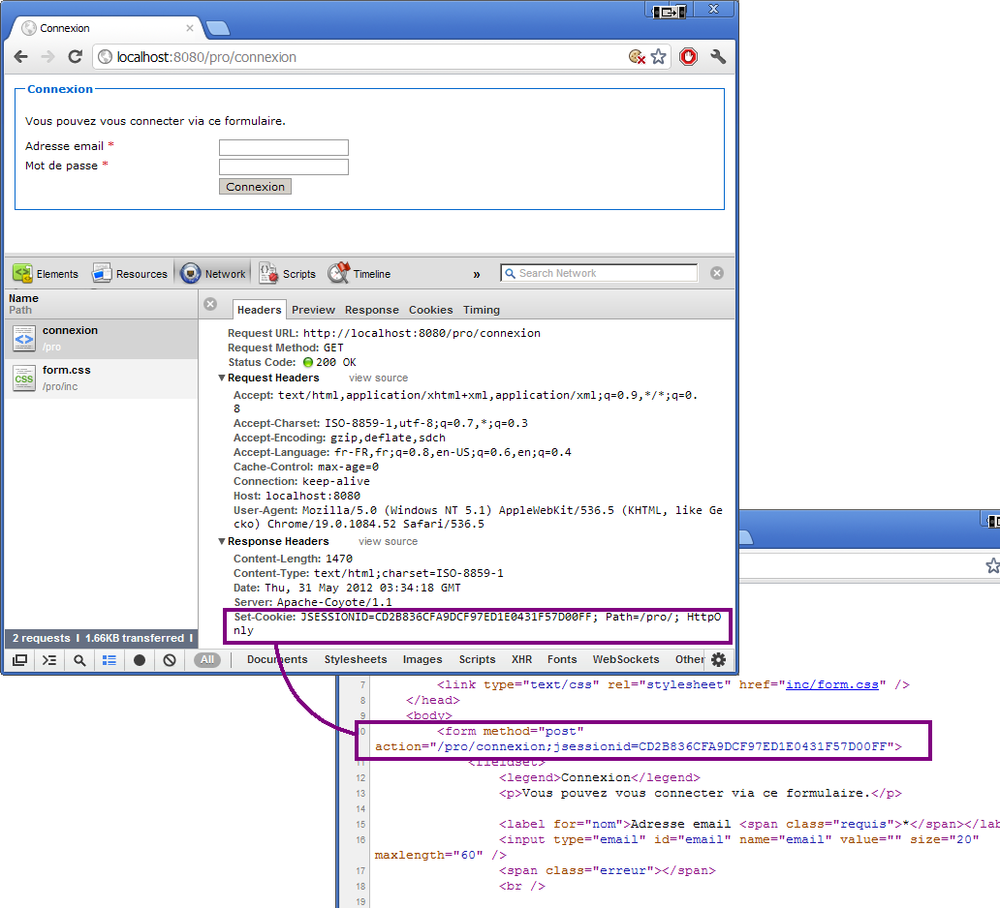 Connexion
localhost:8080/pro/connexion
Connexion
Vous pouvez vous connecter via ce formulaire.
Adresse email *
Mot de passe *
Connexion
Elements Resources Network Scripts Timeline » Search Network
Name
Path
connexion
/pro
form.css
/pro/inc
2 requests I 1.66KB transferred I
Headers Preview Response Cookies Timing
Request URL: http://localhost:8080/pro/connexion
Request Method: GET
Status Code: 200 OK
Request Headers view source
Accept: text/html,application/xhtml+xml,application/xml;q=0.9,*/*;q=0.
8
Accept-Charset: ISO-8859-1,utf-8;q=0.7,*;q=0.3
Accept-Encoding: gzip,deflate,sdch
Accept-Language: fr-FR,fr;q=0.8,en-US;q=0.6,en;q=0.4
Cache-Control: max-age=0
Connection: keep-alive
Host: localhost:8080
User-Agent: Mozilla/5.0 (Windows NT 5.1) AppleWebKit/536.5 (KHTML, like Ge
cko) Chrome/19.0.1084.52 Safari/536.5
Response Headers view source
Content-Length: 1470
Content-Type: text/html;charset=ISO-8859-1
Date: Thu, 31 May 2012 03:34:18 GMT
Server: Apache-Coyote/1.1
Set-Cookie: JSESSIONID=CD2B836CFA9DCF97ED1E0431F57D00FF; Path=/pro/; HttpO
nly
All Documents Stylesheets Images Scripts XHR Fonts WebSockets Other
7 <link type="text/css" rel="stylesheet" href="inc/form.css" />
8 </head>
9 <body>
<form method="post"
action="/pro/connexion;jsessionid=CD2B836CFA9DCF97ED1E0431F57D00FF">
11 <fieldset>
12 <legend>Connexion</legend>
13 <p>Vous pouvez vous connecter via ce formulaire.</p>
14
15 <label for="nom">Adresse email <span class="requis">*</span></lab
16 <input type="email" id="email" name="email" value="" size="20"
maxlength="60" />
17 <span class="erreur"></span>
18 <br />
19